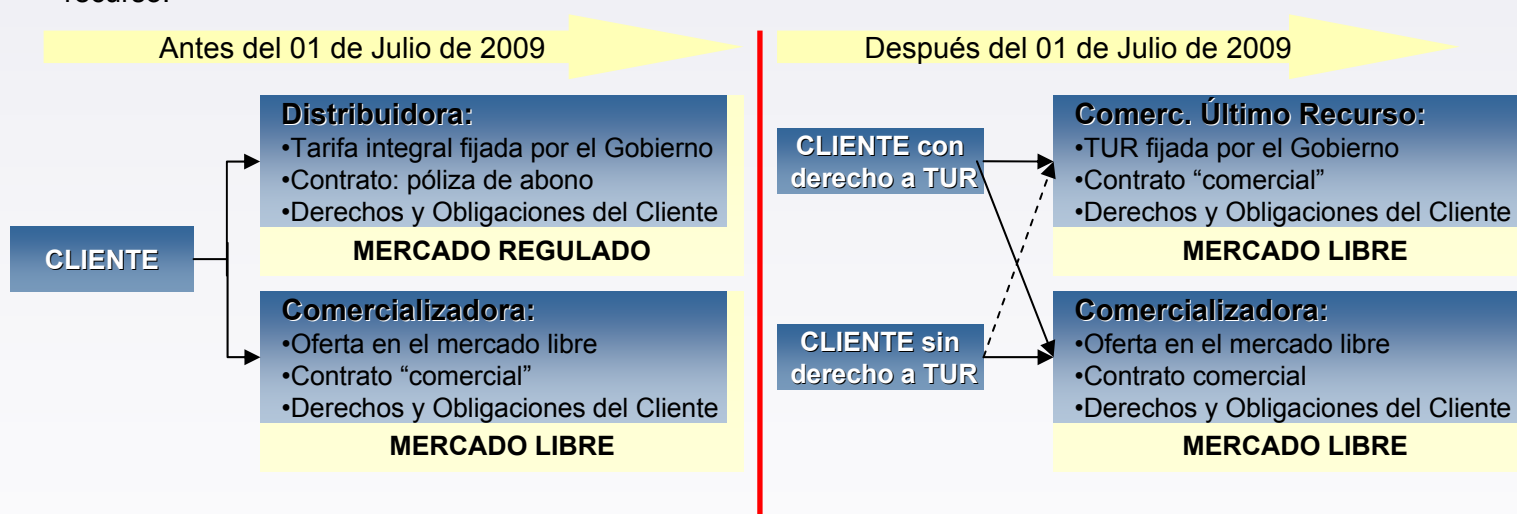 recurso.
Antes del 01 de Julio de 2009
Distribuidora:
•Tarifa integral fijada por el Gobierno
•Contrato: póliza de abono
•Derechos y Obligaciones del Cliente
MERCADO REGULADO
CLIENTE
Comercializadora:
•Oferta en el mercado libre
•Contrato “comercial”
•Derechos y Obligaciones del Cliente
MERCADO LIBRE
Después del 01 de Julio de 2009
CLIENTE con
derecho a TUR
Comerc. Último Recurso:
•TUR fijada por el Gobierno
•Contrato “comercial”
•Derechos y Obligaciones del Cliente
MERCADO LIBRE
CLIENTE sin
derecho a TUR
Comercializadora:
•Oferta en el mercado libre
•Contrato comercial
•Derechos y Obligaciones del Cliente
MERCADO LIBRE